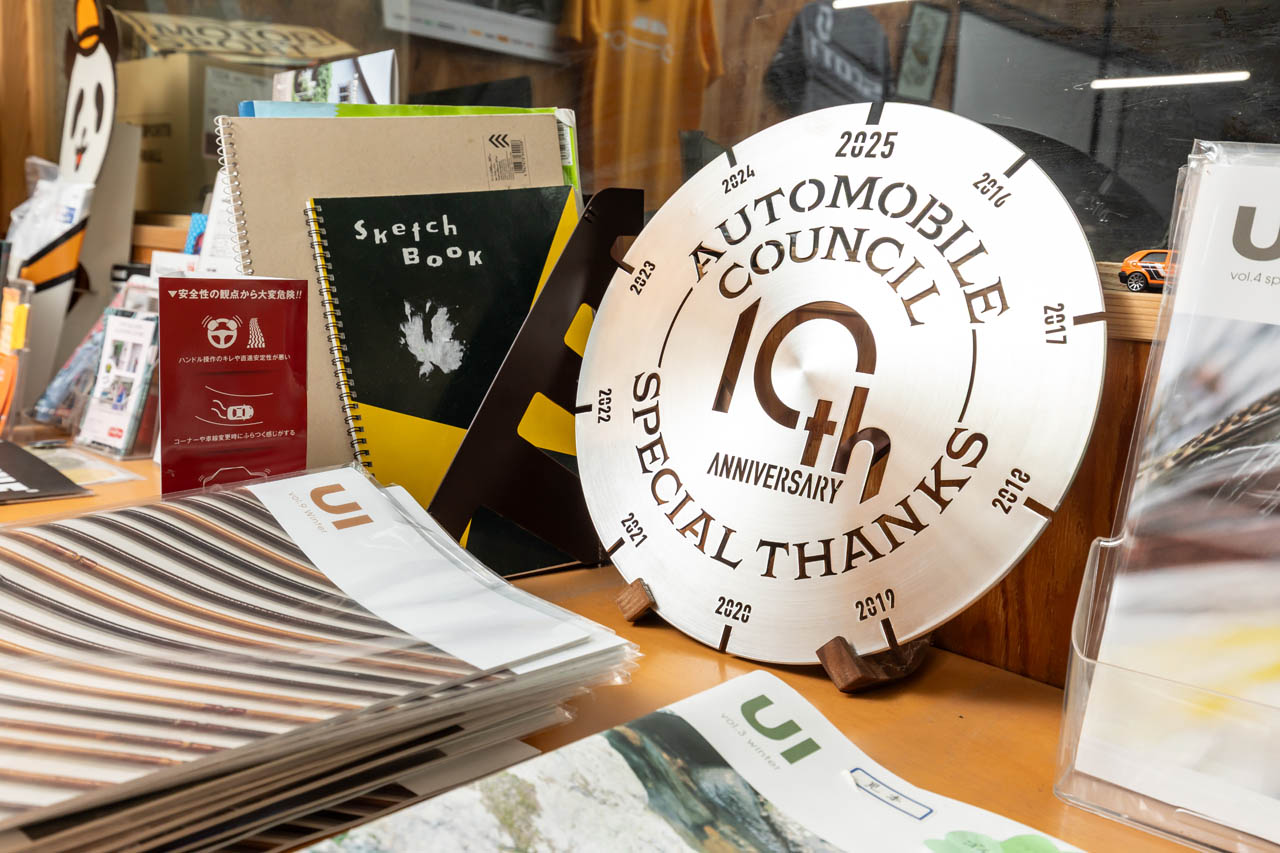 2025
2016
2017
2018
2019
2020
2021
2022
2023
2024
AUTOMOBILE
COUNCIL
10th
ANNIVERSARY
SPECIAL THANKS
Sketch
Book
▼安全性の観点から大変危険!!
ハンドル操作のキレや直進安定性が悪い
コーナーや車線変更時にふらつく感じがする
UI
vol.9 winter
UI
vol.3 winter
見本
U
vol.4 sp
MOTOR